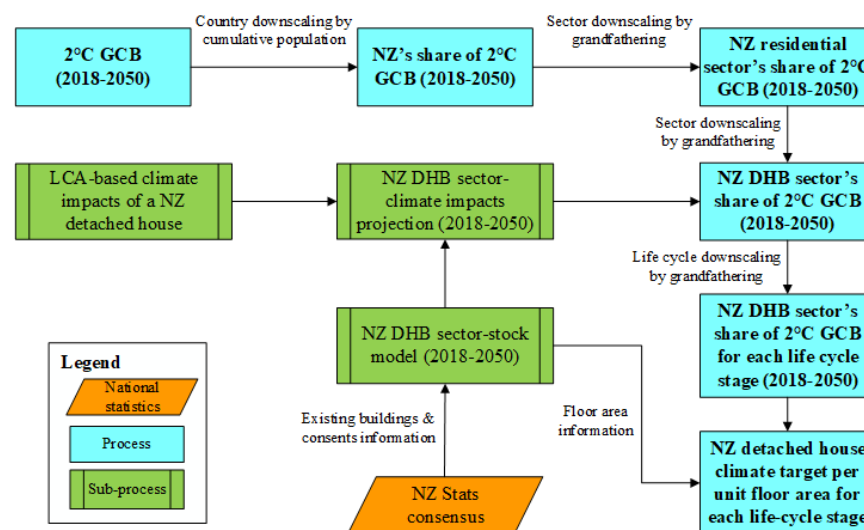 Country downscaling by
cumulative population
Sector downscaling by
grandfathering
2°C GCB
(2018-2050)
NZ's share of 2°C
GCB (2018-2050)
NZ residential
sector's share of 2°C
GCB (2018-2050)
Sector downscaling
by grandfathering
LCA-based climate
impacts of a NZ
detached house
NZ DHB sector-
climate impacts
projection (2018-2050)
NZ DHB sector's
share of 2°C GCB
(2018-2050)
Life cycle downscaling
by grandfathering
NZ DHB sector-stock
model (2018-2050)
NZ DHB sector's
share of 2°C GCB
for each life cycle
stage (2018-2050)
Legend
National
statistics
Process
Sub-process
Existing buildings &
consents information
Floor area
information
NZ Stats
consensus
NZ detached house
climate target per
unit floor area for
each life-cycle stage